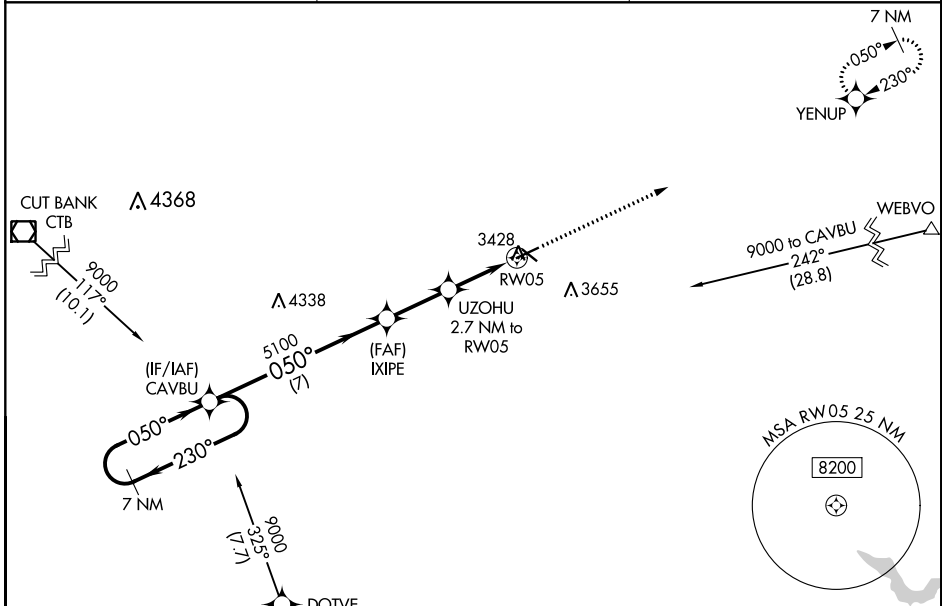 7 NM
050°
230°
YENUP
CUT BANK
CTB
4368
9000
117°
(10.1)
WEBVO
9000 to CAVBU
242°
(28.8)
3428
RW05
3655
4338
UZOHU
2.7 NM to
RW05
(FAF)
IXIPE
5100
050°
(7)
(IF/IAF)
CAVBU
050°
230°
7 NM
9000
325°
(7.7)
MSA RW05 25 NM
8200